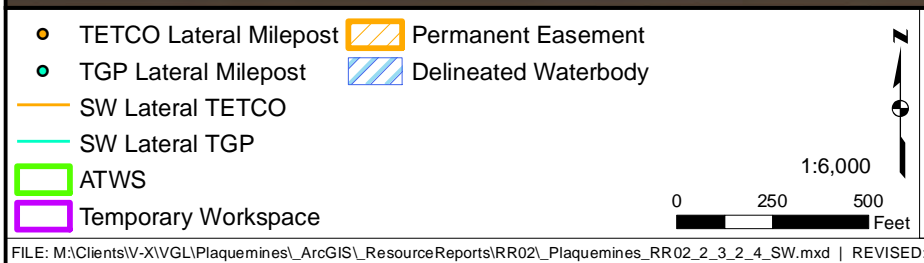 TETCO Lateral Milepost
Permanent Easement
TGP Lateral Milepost
Delineated Waterbody
SW Lateral TETCO
SW Lateral TGP
ATWS
Temporary Workspace
N
1:6,000
0 250 500
Feet
FILE: M:\Clients\V-X\VGL\Plaquemines\_ArcGIS\_ResourceReports\RR02\_Plaquemines_RR02_2_3_2_4_SW.mxd | REVISED: